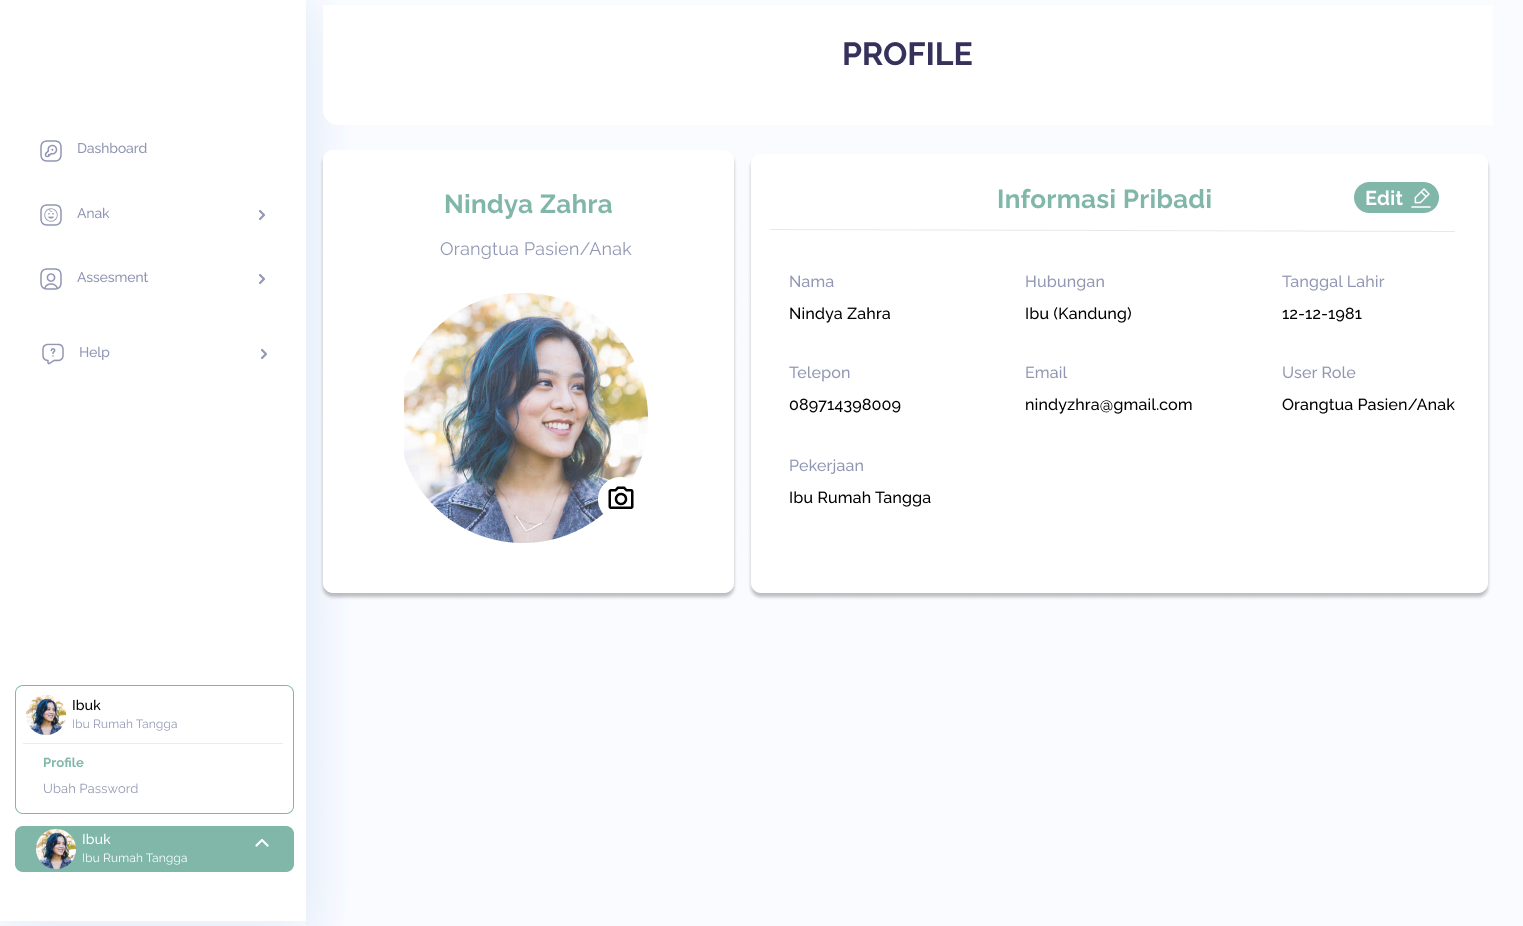 PROFILE
Dashboard
Anak
Assesment
Help
Nindya Zahra
Orangtua Pasien/Anak
Informasi Pribadi
Edit
Nama
Hubungan
Tanggal Lahir
Nindya Zahra
Ibu (Kandung)
12-12-1981
Telepon
Email
User Role
089714398009
nindyzhra@gmail.com
Orangtua Pasien/Anak
Pekerjaan
Ibu Rumah Tangga
Ibuk
Ibu Rumah Tangga
Profile
Ubah Password
Ibuk
Ibu Rumah Tangga